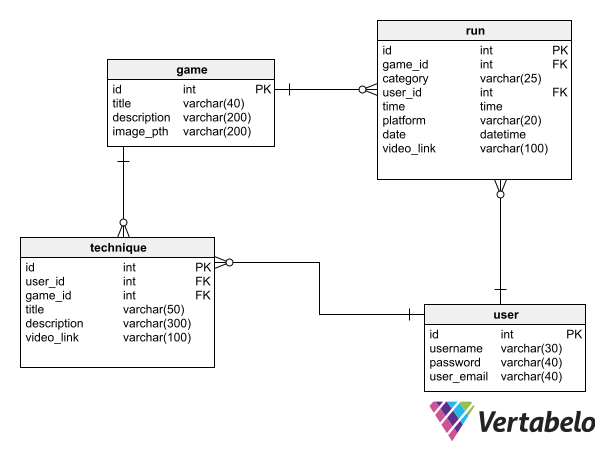 run
id int PK
game_id int FK
category varchar(25)
user_id int FK
time time
platform varchar(20)
date datetime
video_link varchar(100)
game
id int PK
title varchar(40)
description varchar(200)
image_pth varchar(200)
technique
id int PK
user_id int FK
game_id int FK
title varchar(50)
description varchar(300)
video_link varchar(100)
user
id int PK
username varchar(30)
password varchar(40)
user_email varchar(40)
Vertabelo